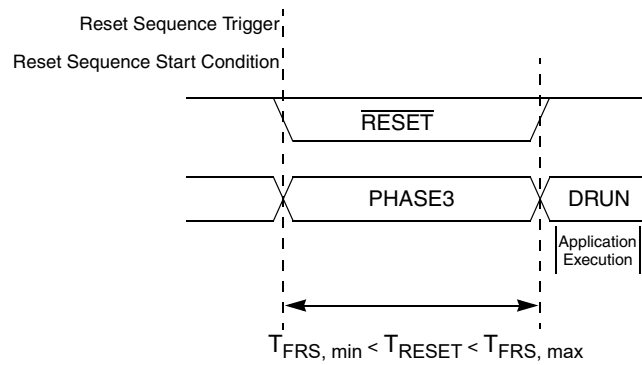 Reset Sequence Trigger
Reset Sequence Start Condition
RESET
PHASE3
DRUN
Application
Execution
TFRS, min < TRESET < TFRS, max